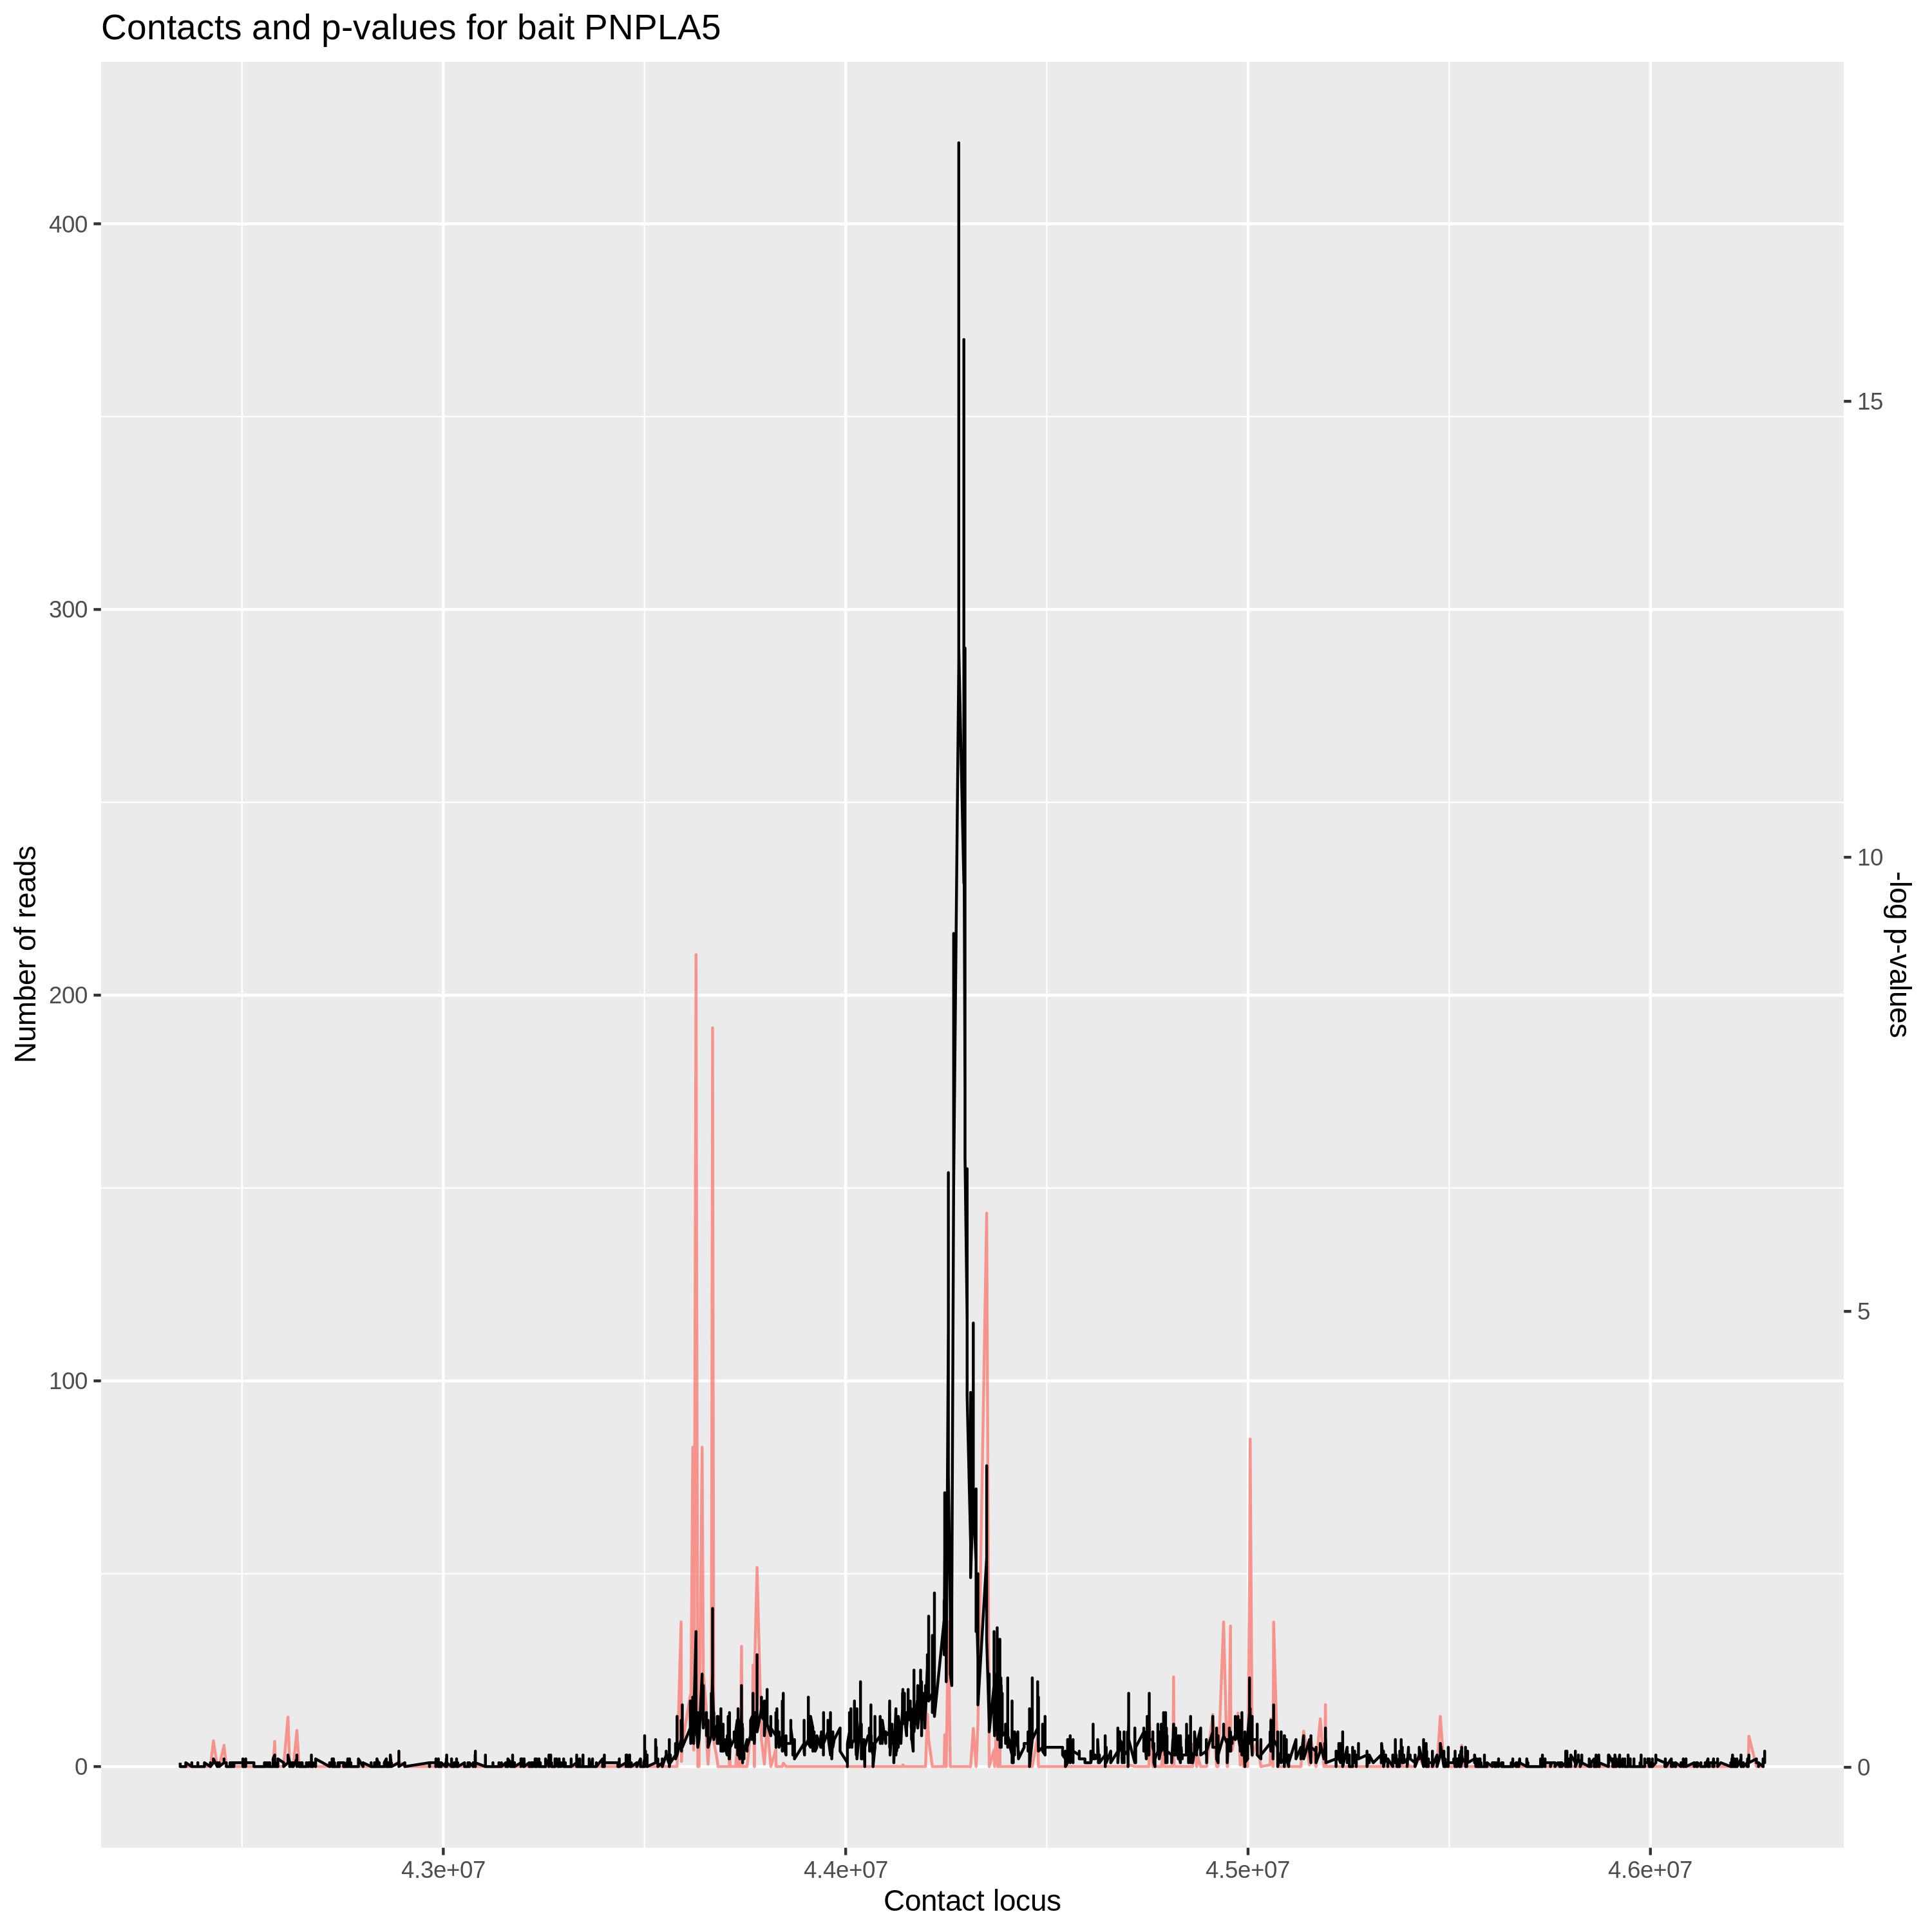 Contacts and p-values for bait PNPLA5
400
300
200
100
0
Number of reads
15
10
5
0
-log p-values
4.3e+07
4.4e+07
4.5e+07
4.6e+07
Contact locus